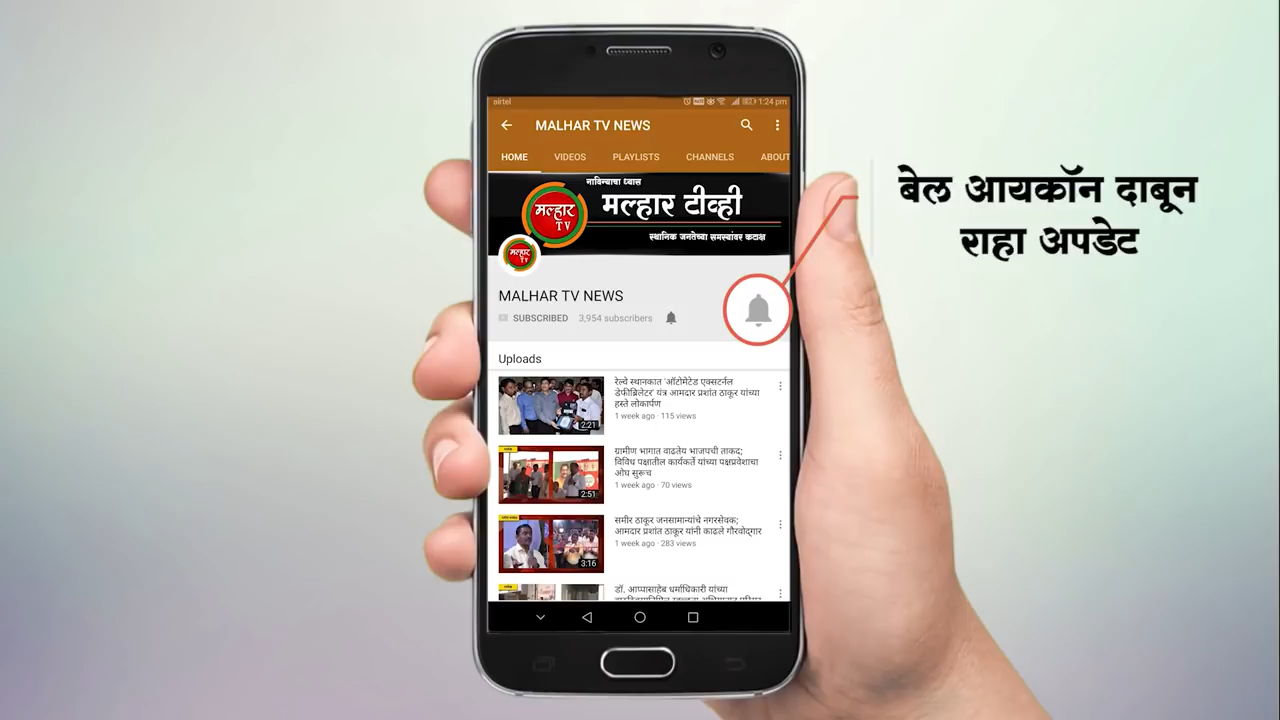 airtel 1:24 pm
MALHAR TV NEWS
HOME VIDEOS PLAYLISTS CHANNELS ABOUT
नाविन्याचा ध्यास
मल्हार टीव्ही
स्थानिक जनतेच्या समस्यांवर कटाक्ष
मल्हार
TV
मल्हार
TV
MALHAR TV NEWS
SUBSCRIBED 3,954 subscribers
बेल आयकॉन दाबून
राहा अपडेट
Uploads
रेल्वे स्थानकात 'ऑटोमेटेड एक्सटर्नल
डेफीब्रिलेटर' यंत्र आमदार प्रशांत ठाकूर यांच्या
हस्ते लोकार्पण
1 week ago · 115 views
2:21
ग्रामीण भागात वाढतेय भाजपची ताकद;
विविध पक्षातील कार्यकर्ते यांच्या पक्षप्रवेशाचा
ओघ सुरूच
1 week ago · 70 views
2:51
समीर ठाकूर जनसामान्यांचे नगरसेवक;
आमदार प्रशांत ठाकूर यांनी काढले गौरवोद्गार
1 week ago · 283 views
3:16
डॉ. आप्पासाहेब धर्माधिकारी यांच्या